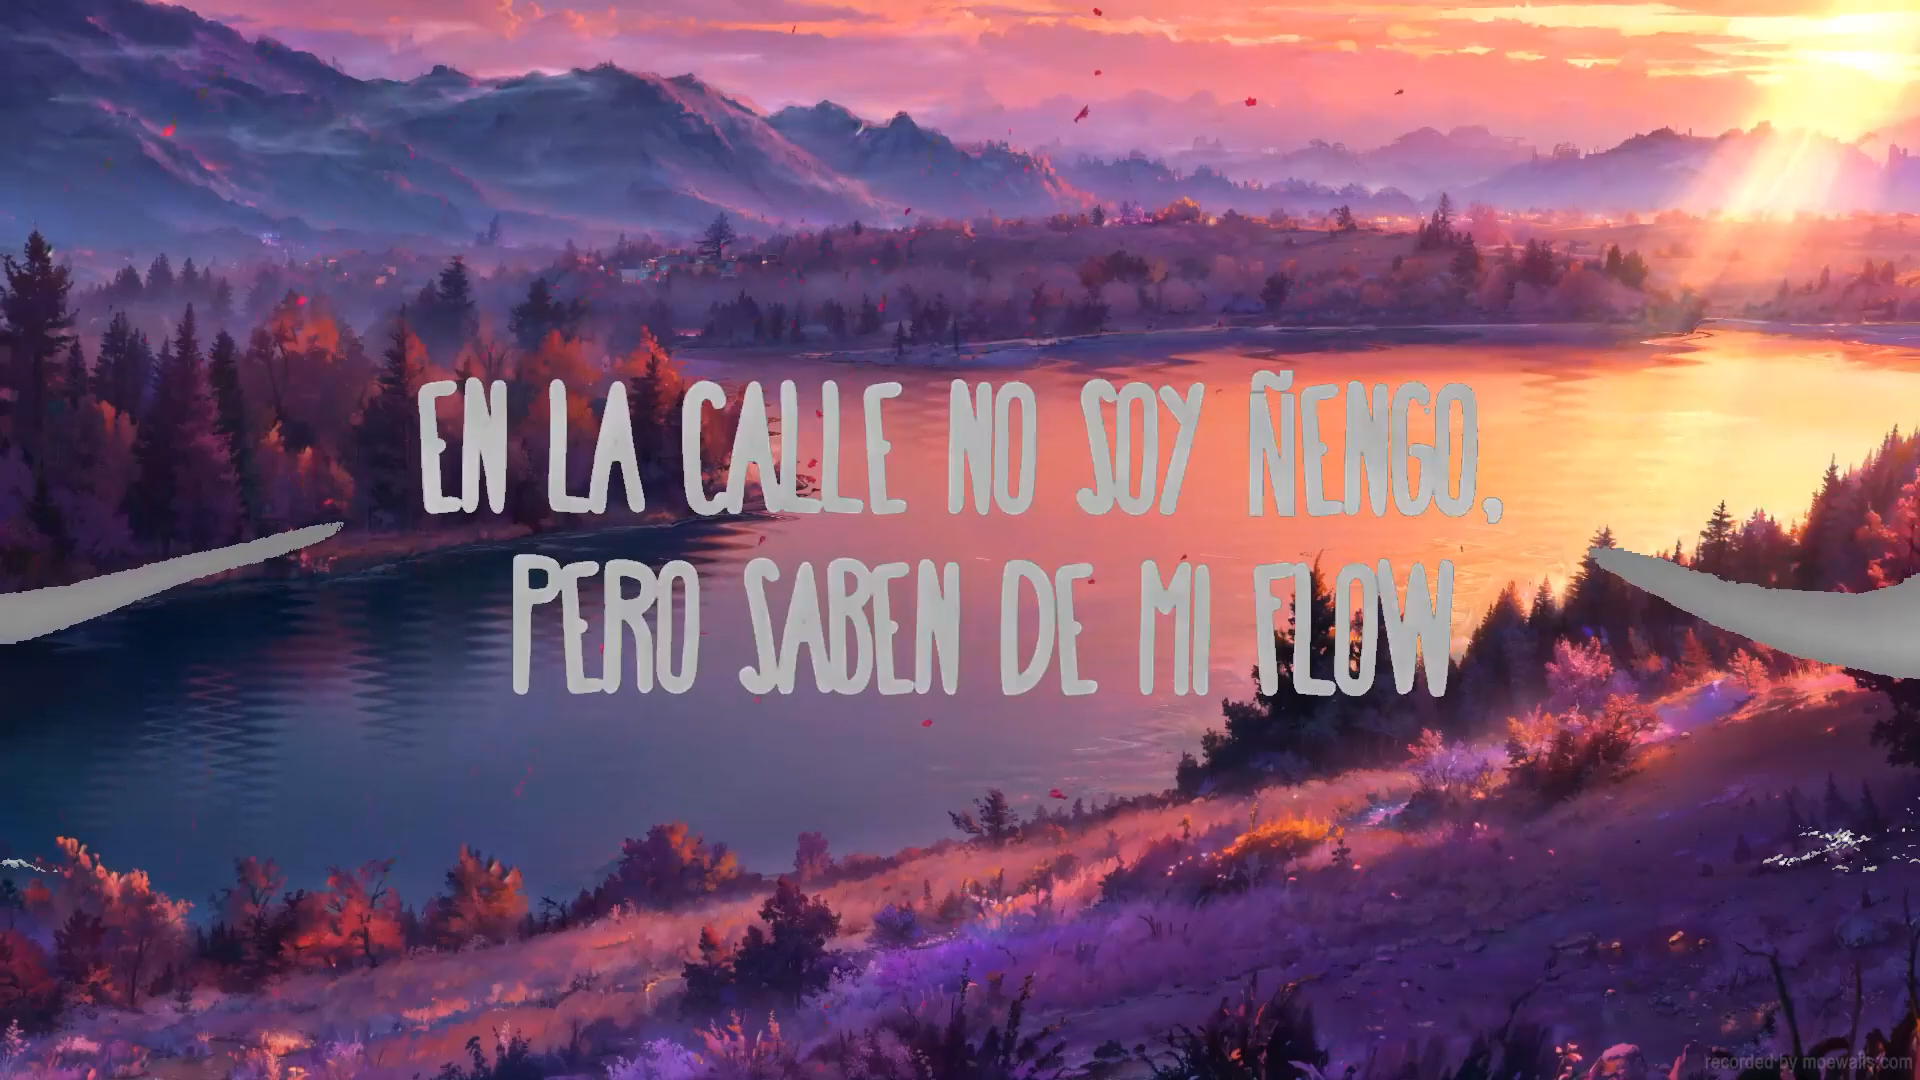 EN LA CALLE NO SOY ÑENGO,
PERO SABEN DE MI FLOW
recorded by moewalls.com